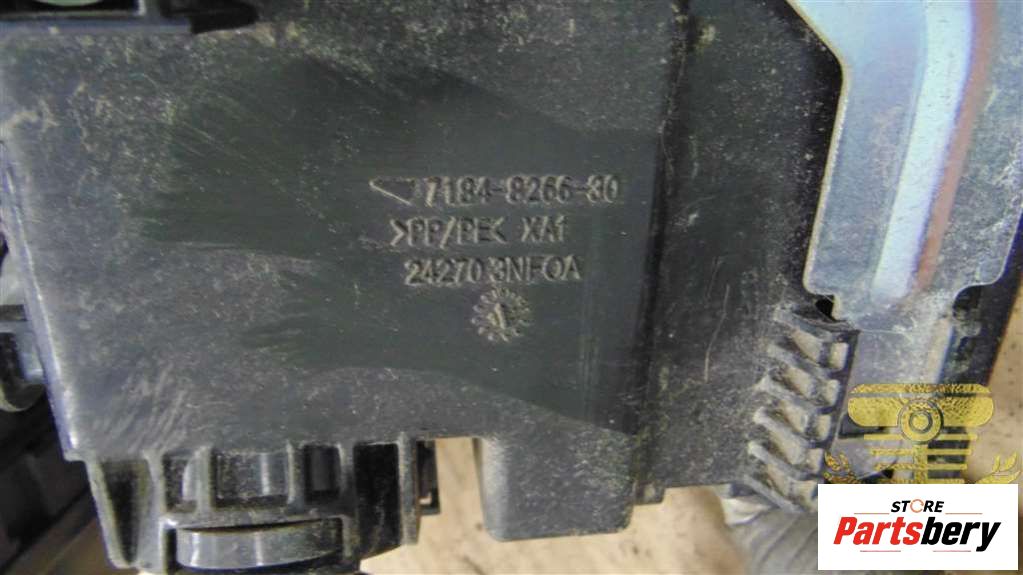 7184-8266-30
>PP/PE< XA1
24270 3NF0A
STORE
Partsbery